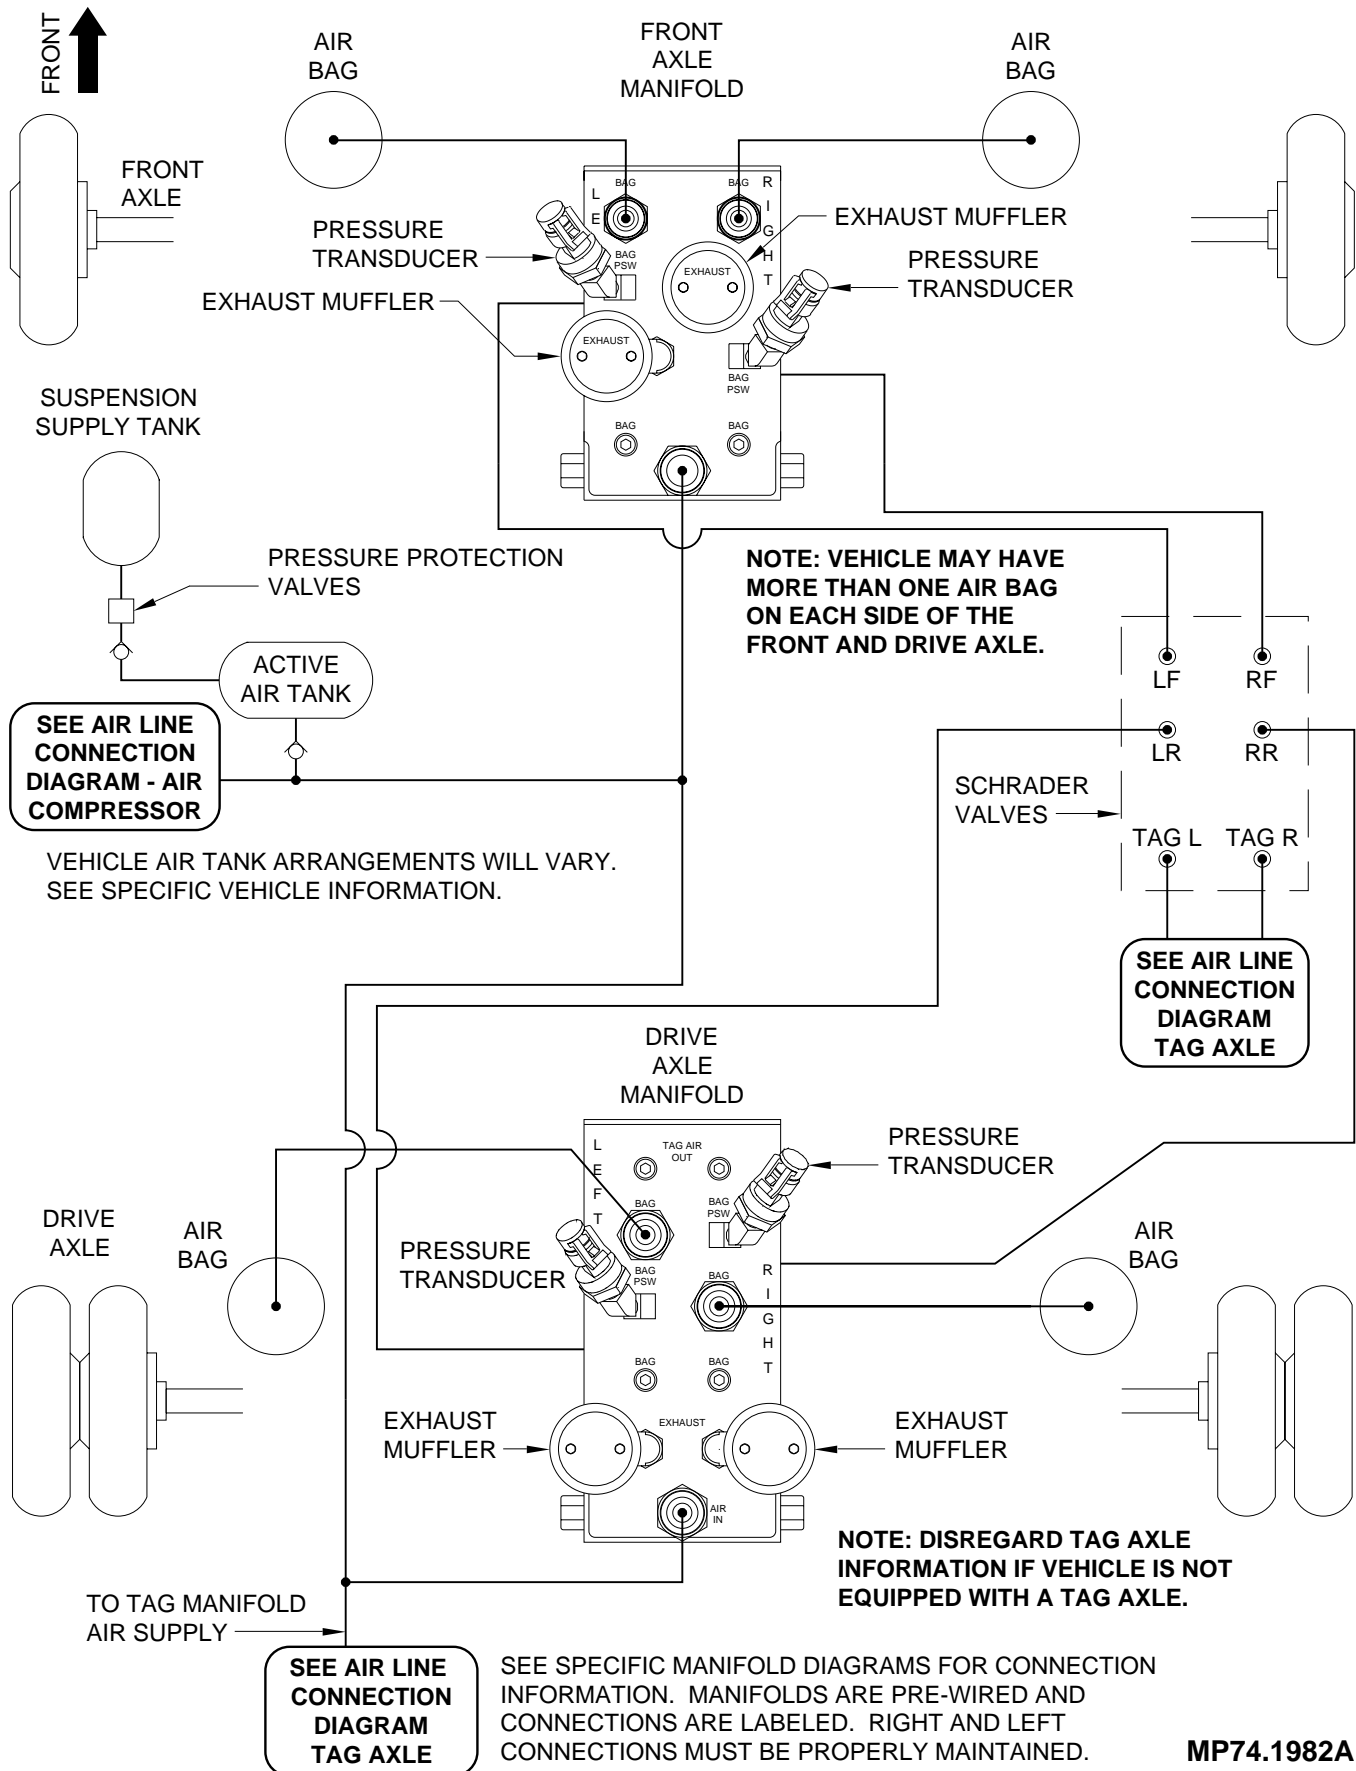 FRONT
AIR
BAG
FRONT
AXLE
MANIFOLD
AIR
BAG
FRONT
AXLE
BAG
BAG
L
E
R
I
G
H
T
PRESSURE
TRANSDUCER
EXHAUST MUFFLER
BAG
PSW
EXHAUST
PRESSURE
TRANSDUCER
EXHAUST MUFFLER
EXHAUST
BAG
PSW
SUSPENSION
SUPPLY TANK
BAG
BAG
PRESSURE PROTECTION
VALVES
NOTE: VEHICLE MAY HAVE
MORE THAN ONE AIR BAG
ON EACH SIDE OF THE
FRONT AND DRIVE AXLE.
ACTIVE
AIR TANK
LF
RF
SEE AIR LINE
CONNECTION
DIAGRAM - AIR
COMPRESSOR
LR
RR
SCHRADER
VALVES
TAG L
TAG R
VEHICLE AIR TANK ARRANGEMENTS WILL VARY.
SEE SPECIFIC VEHICLE INFORMATION.
SEE AIR LINE
CONNECTION
DIAGRAM
TAG AXLE
DRIVE
AXLE
MANIFOLD
L
E
F
T
TAG AIR
OUT
PRESSURE
TRANSDUCER
BAG
BAG
PSW
DRIVE
AXLE
AIR
BAG
PRESSURE
TRANSDUCER
BAG
PSW
BAG
R
I
G
H
T
AIR
BAG
BAG
BAG
EXHAUST
MUFFLER
EXHAUST
EXHAUST
MUFFLER
AIR
IN
NOTE: DISREGARD TAG AXLE
INFORMATION IF VEHICLE IS NOT
EQUIPPED WITH A TAG AXLE.
TO TAG MANIFOLD
AIR SUPPLY
SEE AIR LINE
CONNECTION
DIAGRAM
TAG AXLE
SEE SPECIFIC MANIFOLD DIAGRAMS FOR CONNECTION
INFORMATION. MANIFOLDS ARE PRE-WIRED AND
CONNECTIONS ARE LABELED. RIGHT AND LEFT
CONNECTIONS MUST BE PROPERLY MAINTAINED.
MP74.1982A